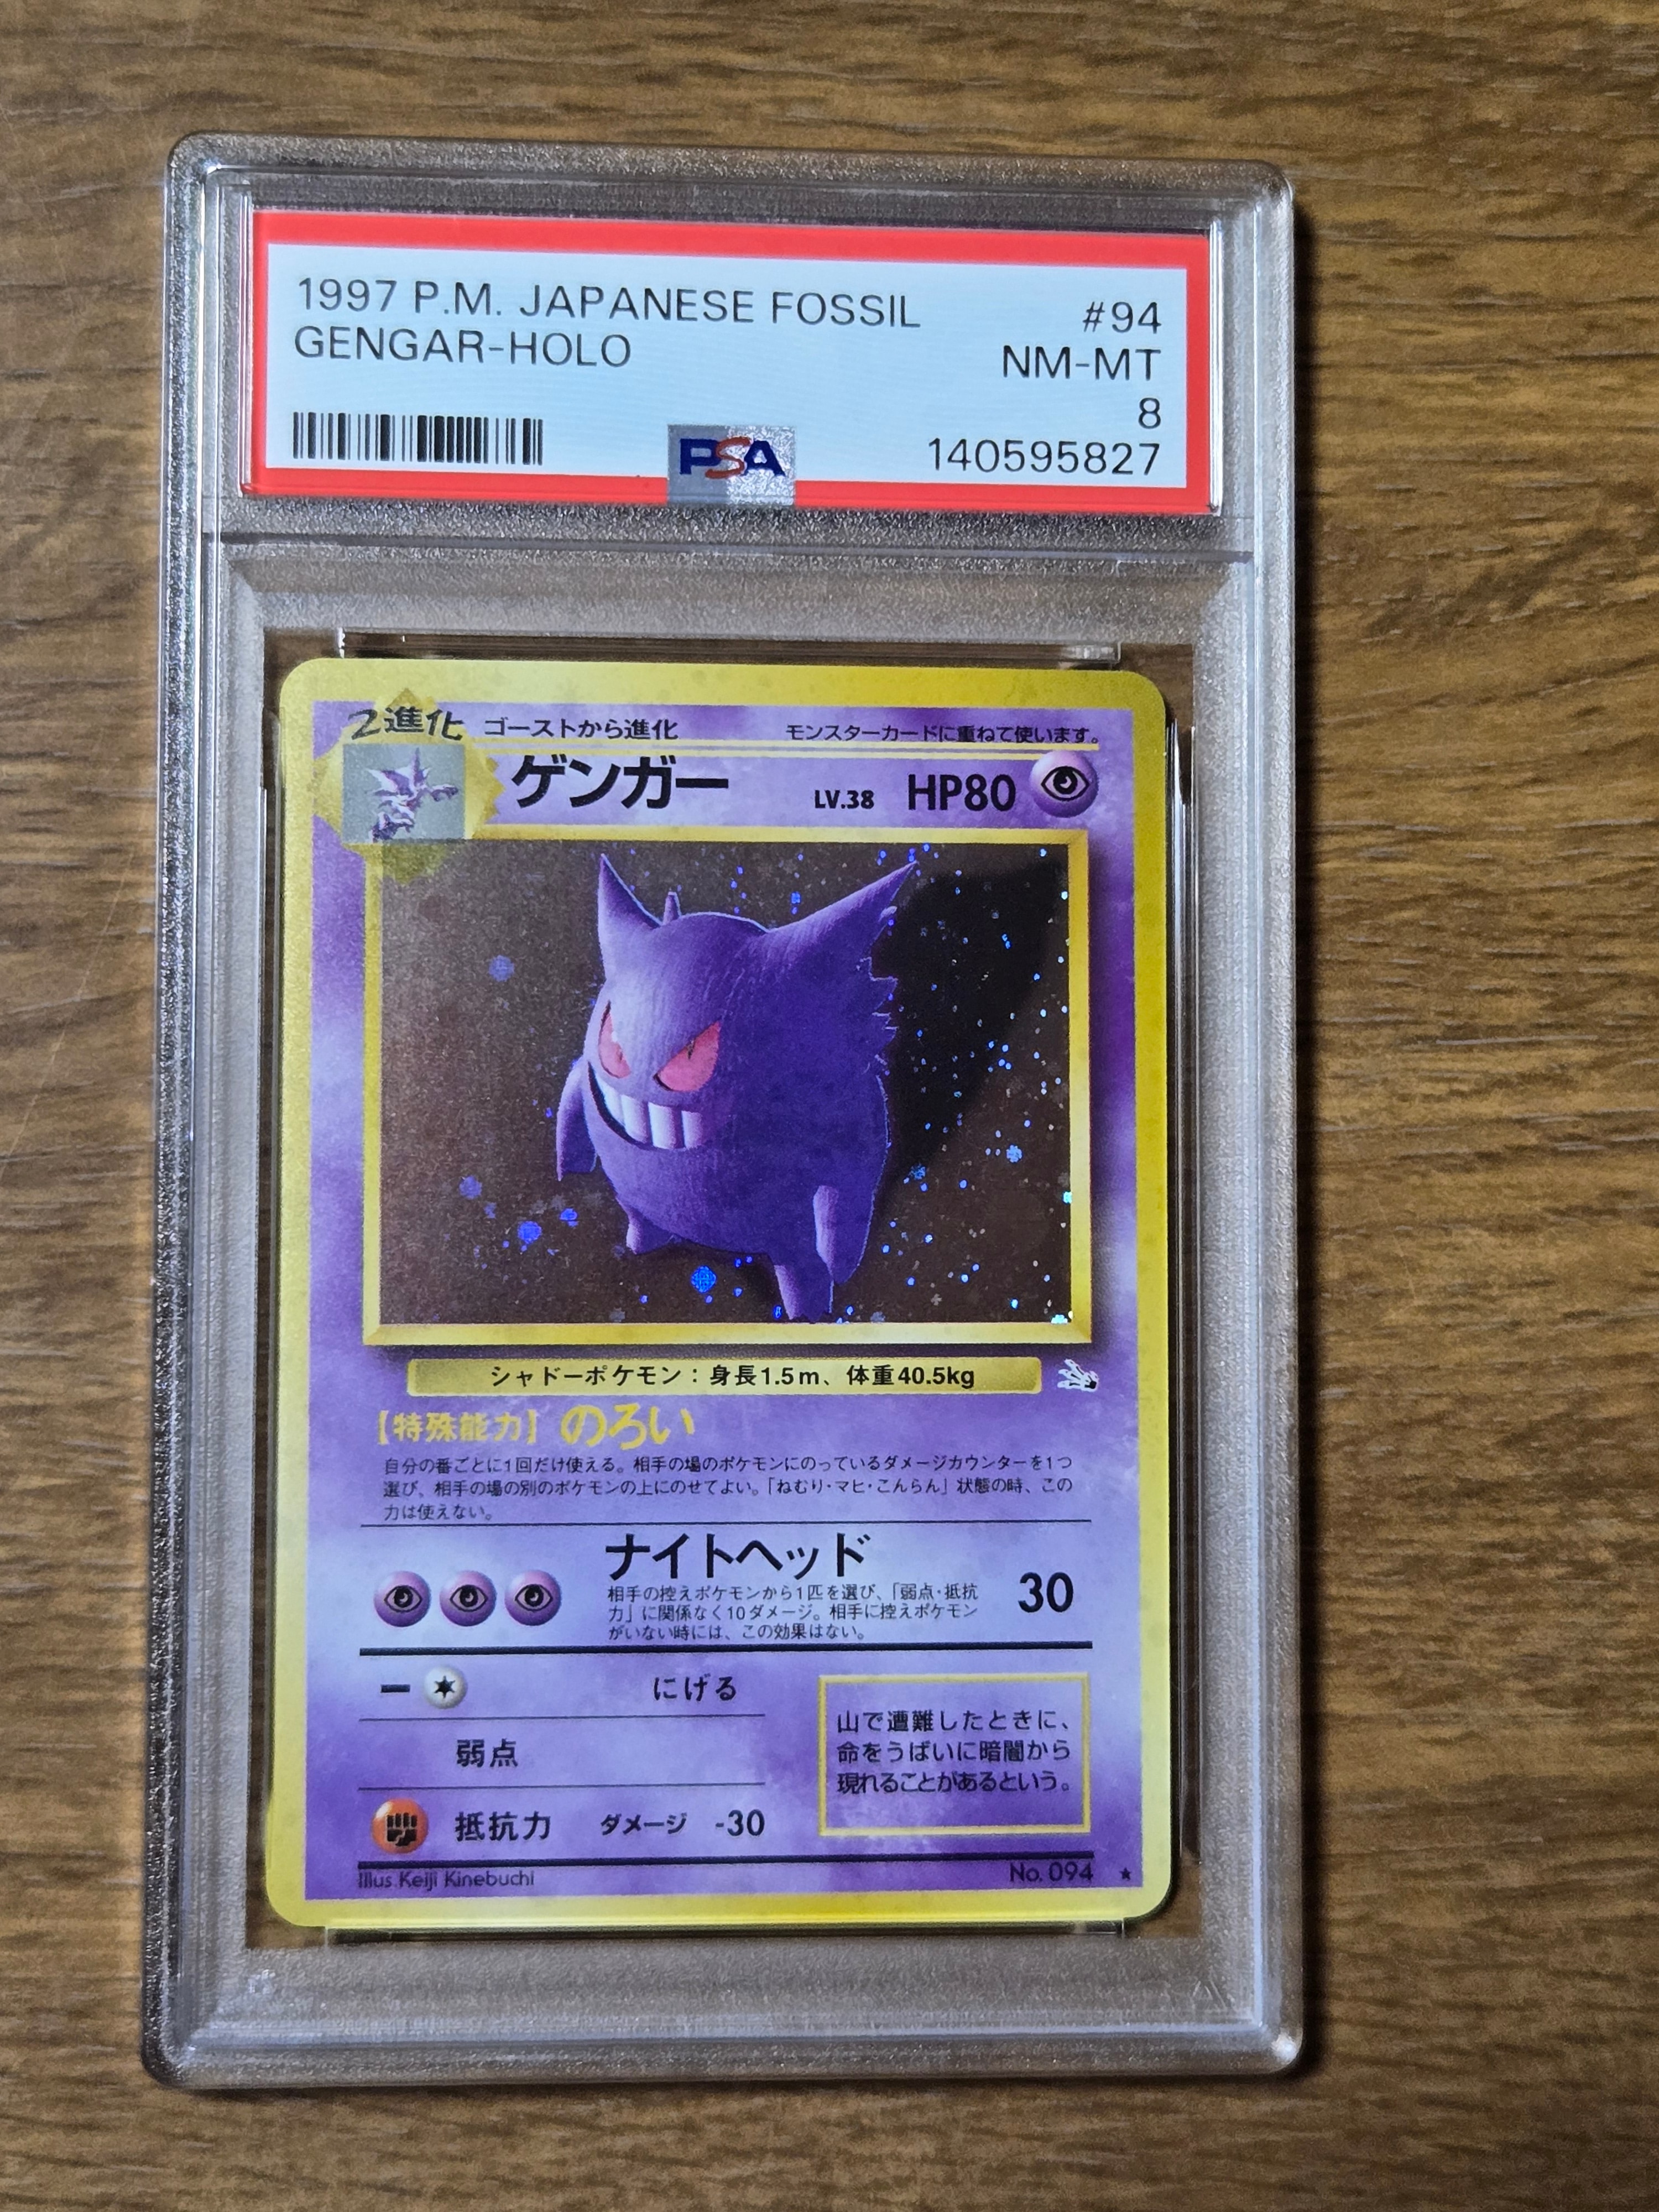 1997 P.M. JAPANESE FOSSIL #94
GENGAR-HOLO NM-MT
8
PSA 140595827
2進化 ゴーストから進化 モンスターカードに重ねて使います。
ゲンガー LV.38 HP80
シャドーポケモン：身長1.5m、体重40.5kg
【特殊能力】のろい
自分の番ごとに1回だけ使える。相手の場のポケモンにのっているダメージカウンターを1つ
選び、相手の場の別のポケモンの上にのせてよい。「ねむり・マヒ・こんらん」状態の時、この
力は使えない。
ナイトヘッド
相手の控えポケモンから1匹を選び、「弱点・抵抗
力」に関係なく10ダメージ。相手に控えポケモン
がいない時には、この効果はない。
30
にげる
弱点
抵抗力 ダメージ -30
山で遭難したときに、
命をうばいに暗闇から
現れることがあるという。
Illus. Keiji Kinebuchi No. 094 ★